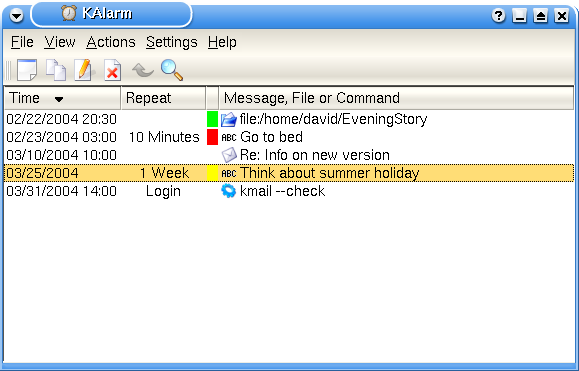 KAlarm
File View Actions Settings Help
Time Repeat Message, File or Command
02/22/2004 20:30 file:/home/david/EveningStory
02/23/2004 03:00 10 Minutes ABC Go to bed
03/10/2004 10:00 Re: Info on new version
03/25/2004 1 Week ABC Think about summer holiday
03/31/2004 14:00 Login kmail --check